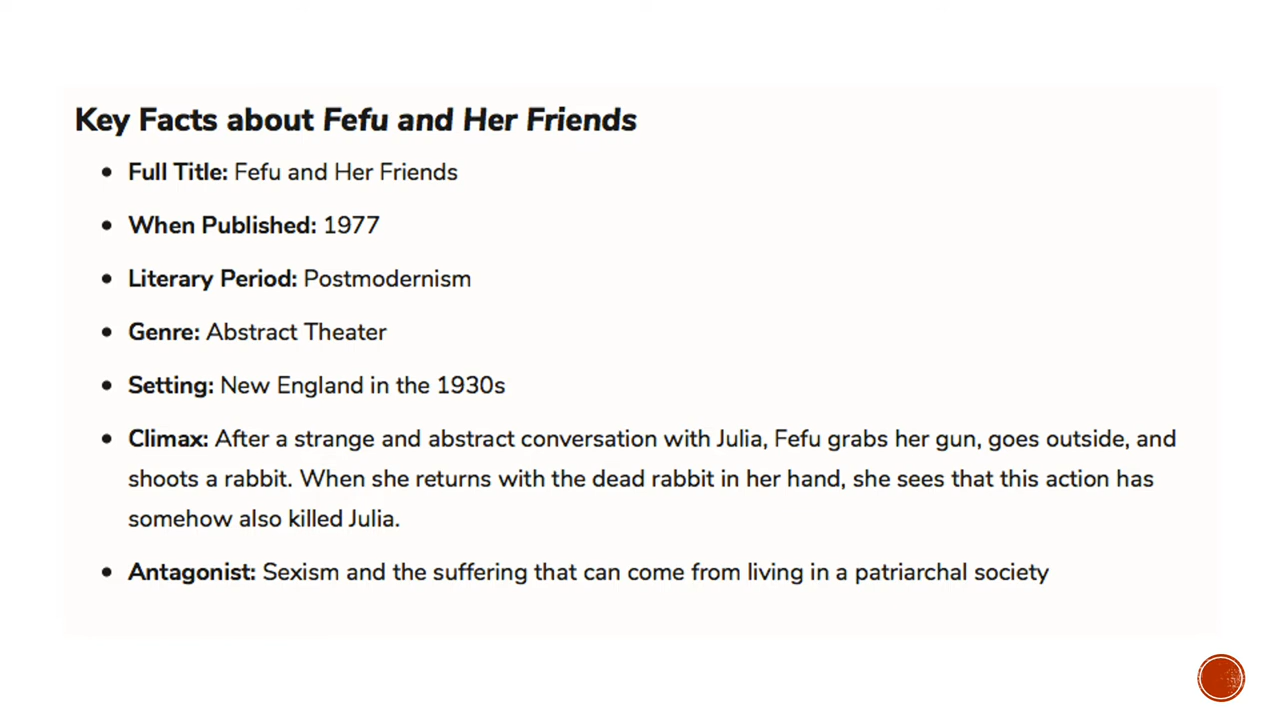 Key Facts about Fefu and Her Friends
• Full Title: Fefu and Her Friends
• When Published: 1977
• Literary Period: Postmodernism
• Genre: Abstract Theater
• Setting: New England in the 1930s
• Climax: After a strange and abstract conversation with Julia, Fefu grabs her gun, goes outside, and
shoots a rabbit. When she returns with the dead rabbit in her hand, she sees that this action has
somehow also killed Julia.
• Antagonist: Sexism and the suffering that can come from living in a patriarchal society